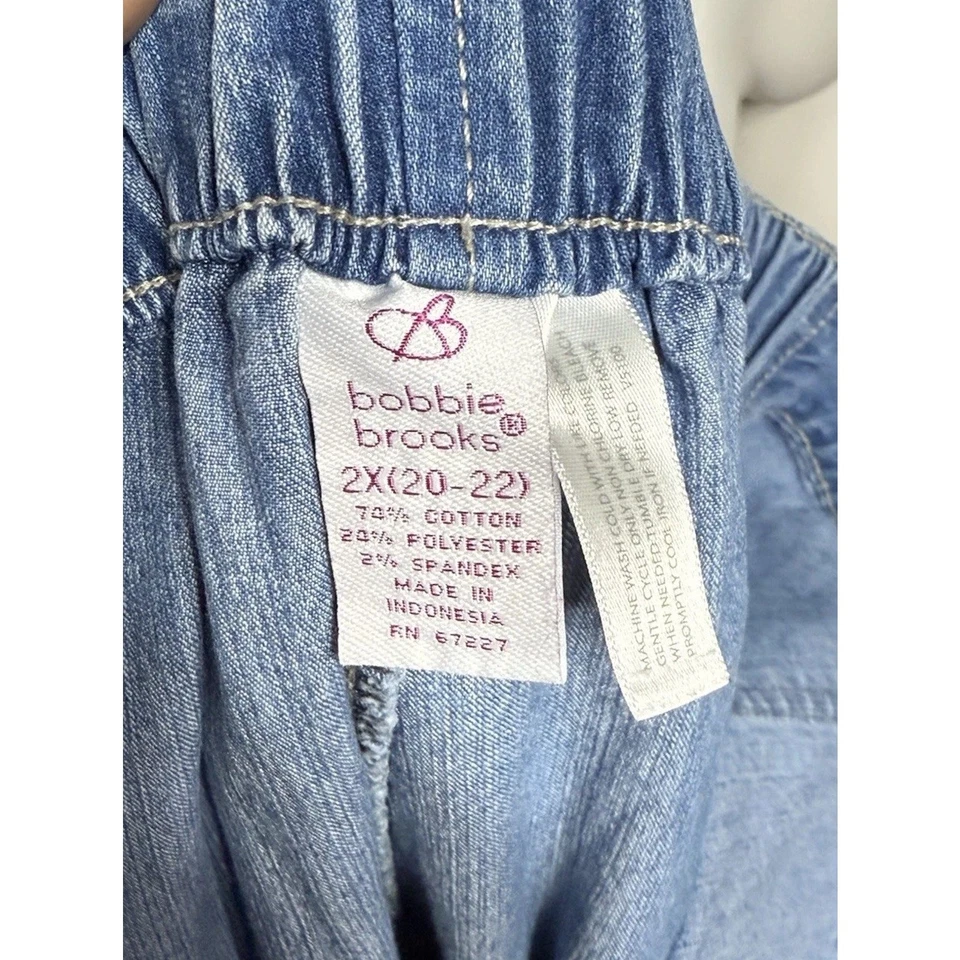 bobbie
brooks®
2X(20-22)
74% COTTON
24% POLYESTER
2% SPANDEX
MADE IN
INDONESIA
RN 67227
MACHINE WASH COLD WITH LIKE COLORS
GENTLE CYCLE ONLY NON CHLORINE BLEACH
WHEN NEEDED TUMBLE DRY LOW REMOVE
PROMPTLY COOL IRON IF NEEDED